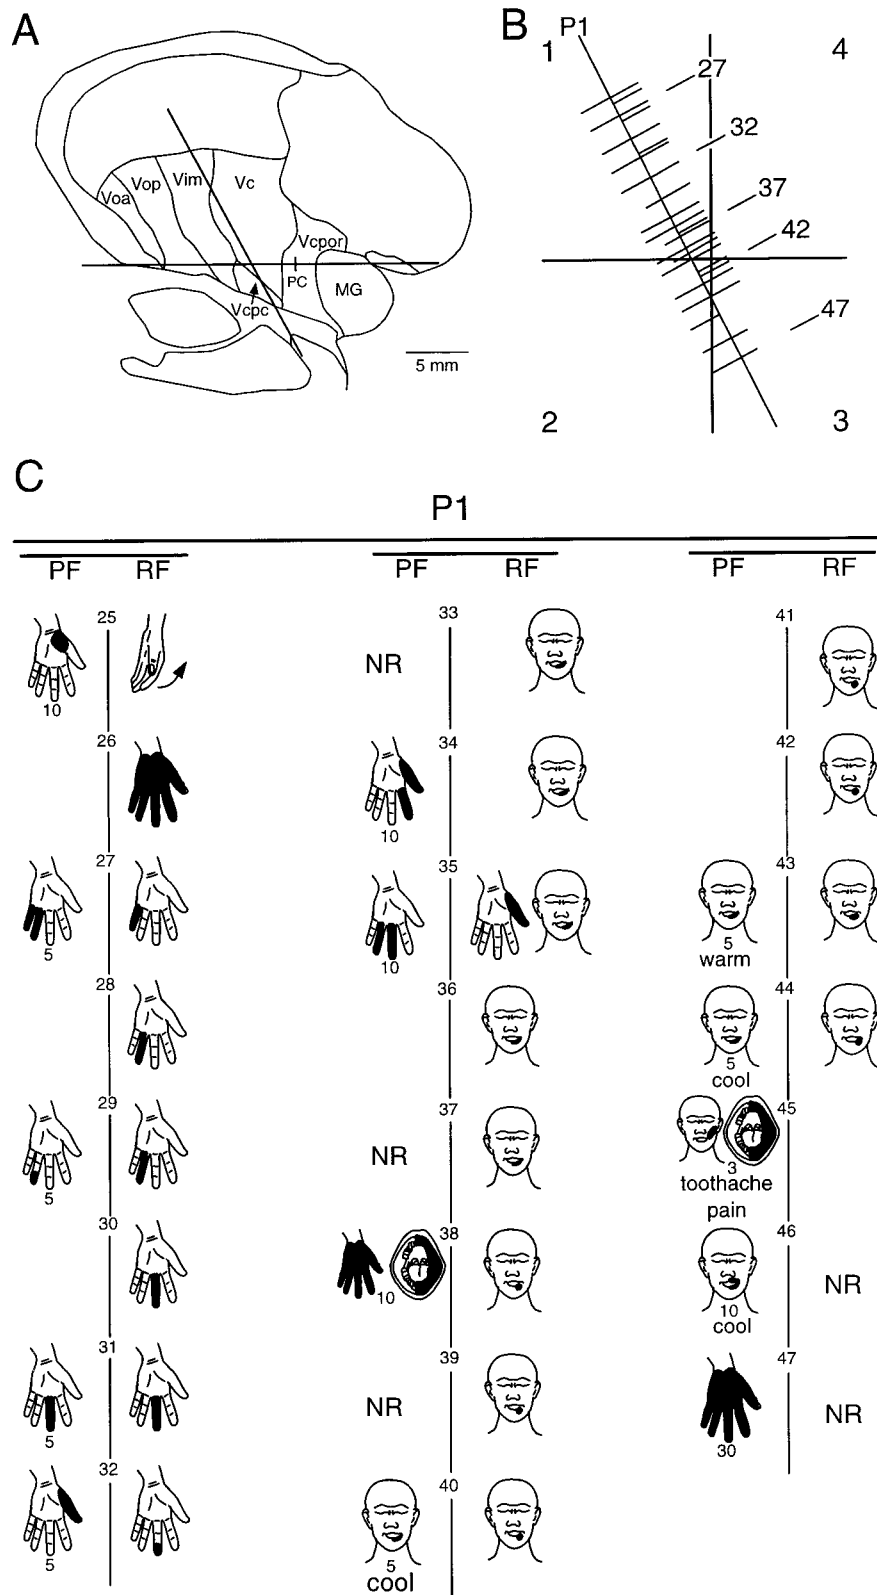 A
Voa Vop Vim Vc
Vcpor
PC
MG
Vcpc
5 mm
B
P1
1
4
27
32
37
42
47
2
3
C
P1
PF RF
25
10
26
27
5
28
29
5
30
31
5
32
5
PF RF
33
NR
34
10
35
10
36
37
NR
38
10
39
NR
40
5
cool
PF RF
41
42
43
5
warm
44
5
cool
45
3
toothache
pain
46
NR
10
cool
47
NR
30